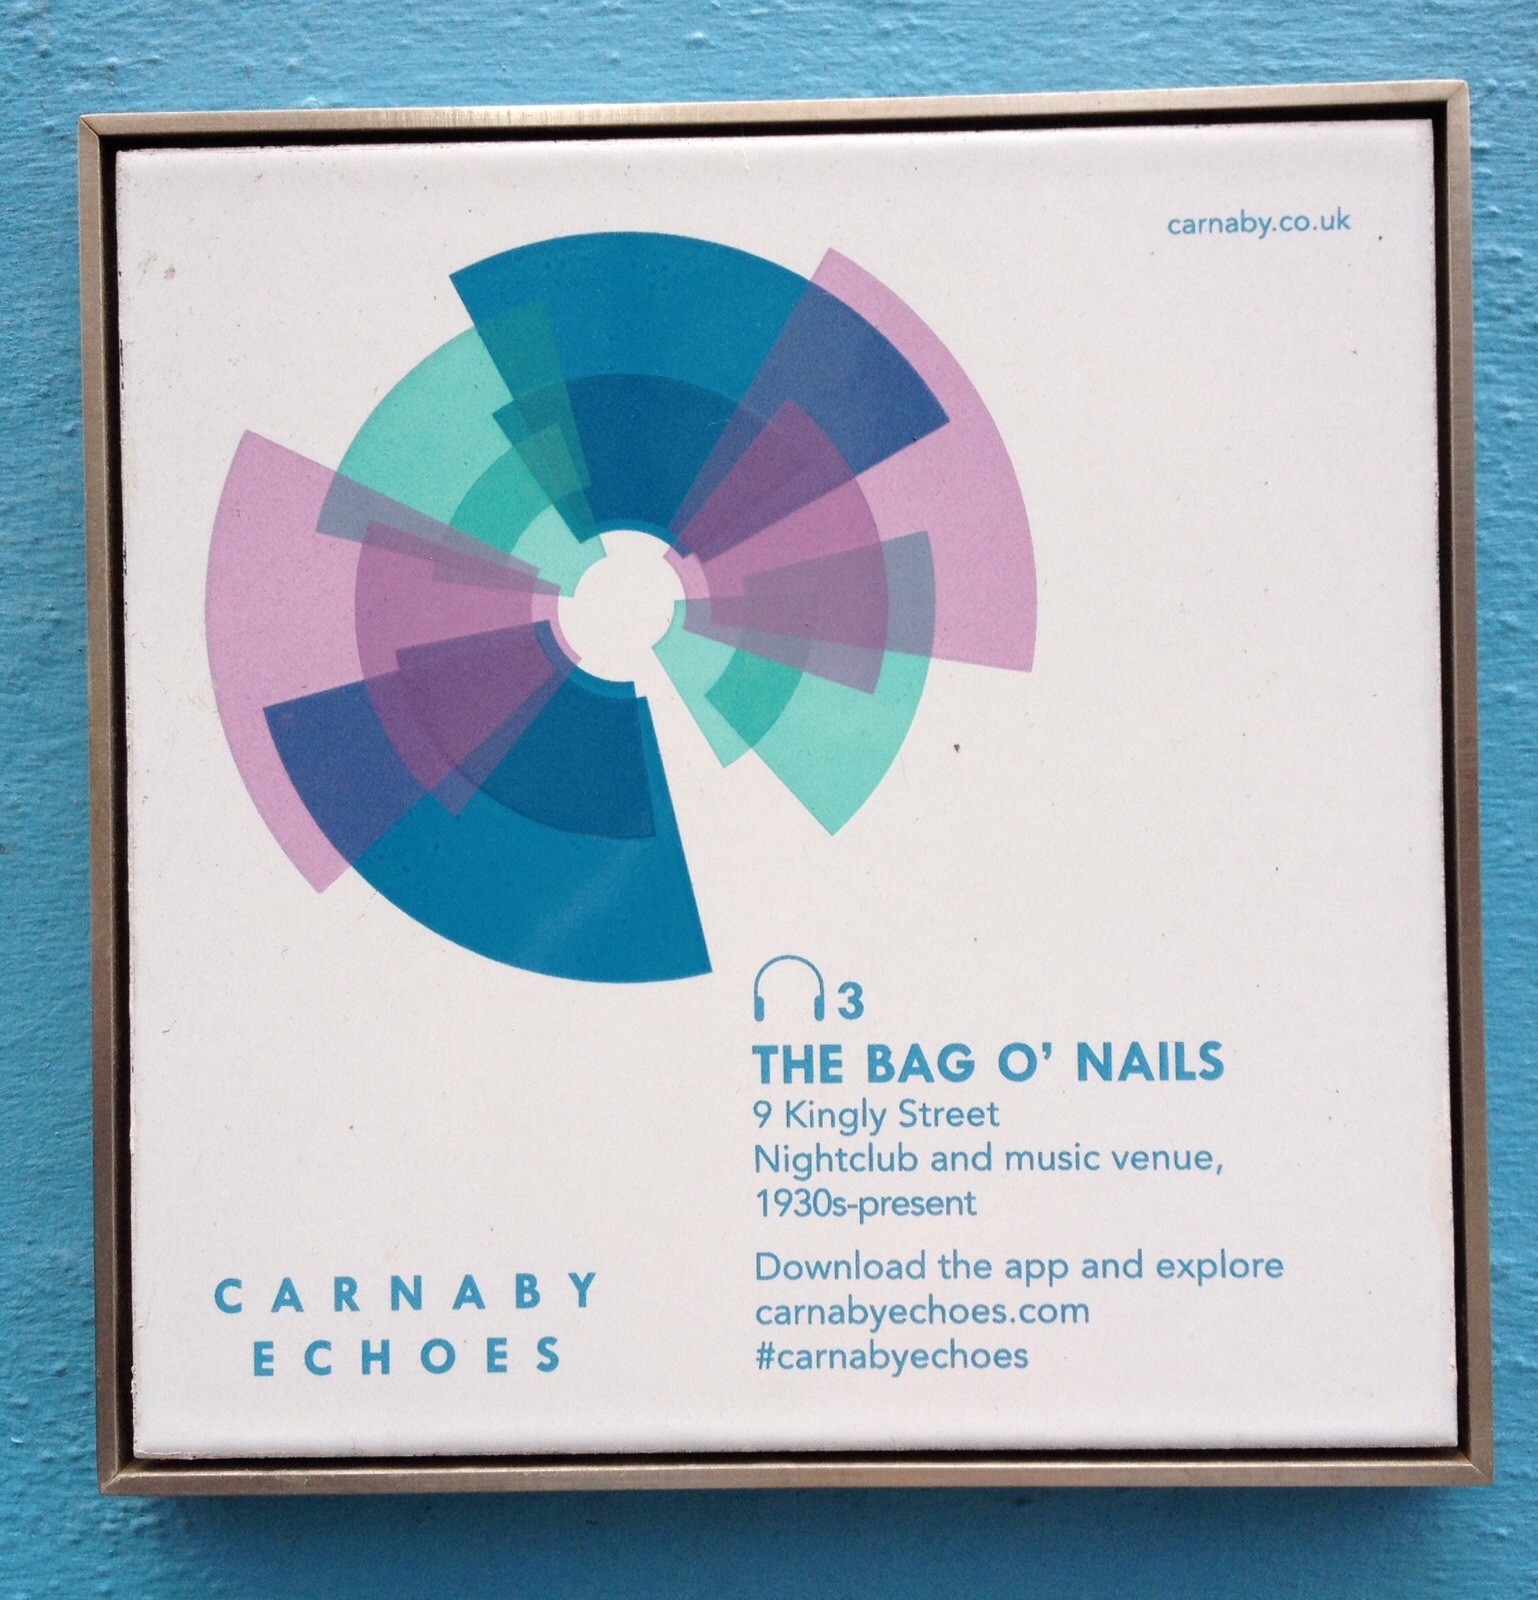 carnaby.co.uk
3
THE BAG O’ NAILS
9 Kingly Street
Nightclub and music venue,
1930s-present
Download the app and explore
carnabyechoes.com
#carnabyechoes
CARNABY
ECHOES